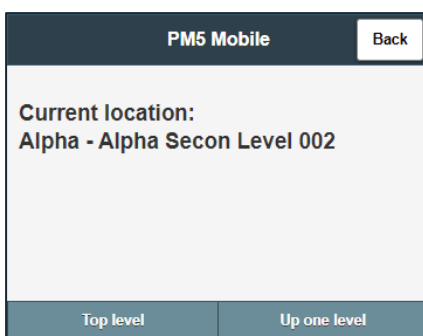 PM5 Mobile
Back
Current location:
Alpha - Alpha Secon Level 002
Top level
Up one level